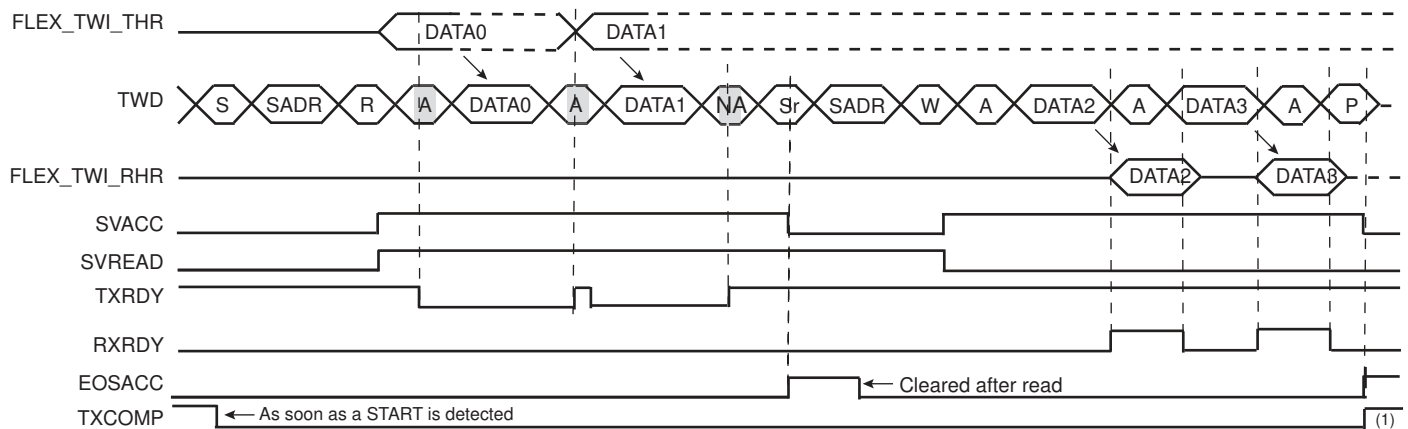 FLEX_TWI_THR DATA0 DATA1
TWD S SADR R A DATA0 A DATA1 NA Sr SADR W A DATA2 A DATA3 A P
FLEX_TWI_RHR DATA2 DATA3
SVACC
SVREAD
TXRDY
RXRDY
EOSACC Cleared after read
TXCOMP As soon as a START is detected (1)